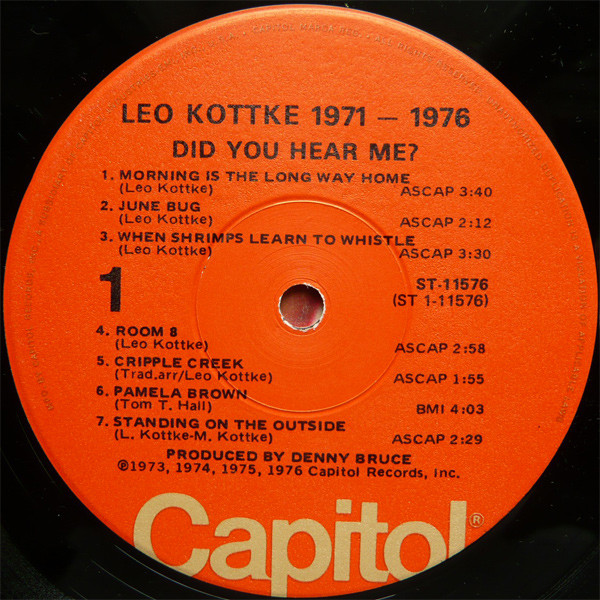 LEO KOTTKE 1971 — 1976
DID YOU HEAR ME?
1. MORNING IS THE LONG WAY HOME
(Leo Kottke) ASCAP 3:40
2. JUNE BUG
(Leo Kottke) ASCAP 2:12
3. WHEN SHRIMPS LEARN TO WHISTLE
(Leo Kottke) ASCAP 3:30
1
ST-11576
(ST 1-11576)
4. ROOM 8
(Leo Kottke) ASCAP 2:58
5. CRIPPLE CREEK
(Trad.arr/Leo Kottke) ASCAP 1:55
6. PAMELA BROWN
(Tom T. Hall) BMI 4:03
7. STANDING ON THE OUTSIDE
(L. Kottke-M. Kottke) ASCAP 2:29
PRODUCED BY DENNY BRUCE
℗1973, 1974, 1975, 1976 Capitol Records, Inc.
Capitol®